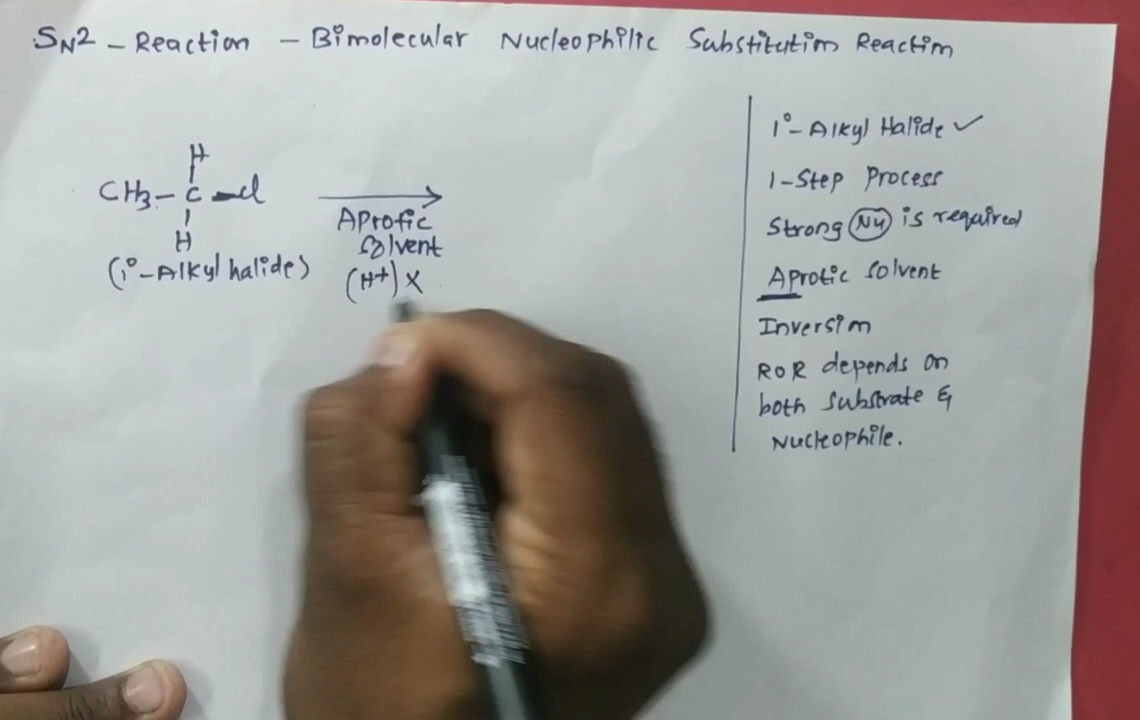 SN2 - Reaction - Bimolecular Nucleophilic Substitution Reaction
H
CH3 - C - Cl
H
(1° - Alkyl halide)
Aprotic
Solvent
(H+) X
1° - Alkyl Halide ✓
1 - Step Process
Strong Nu is required
Aprotic Solvent
Inversion
ROR depends on
both Substrate &
Nucleophile.